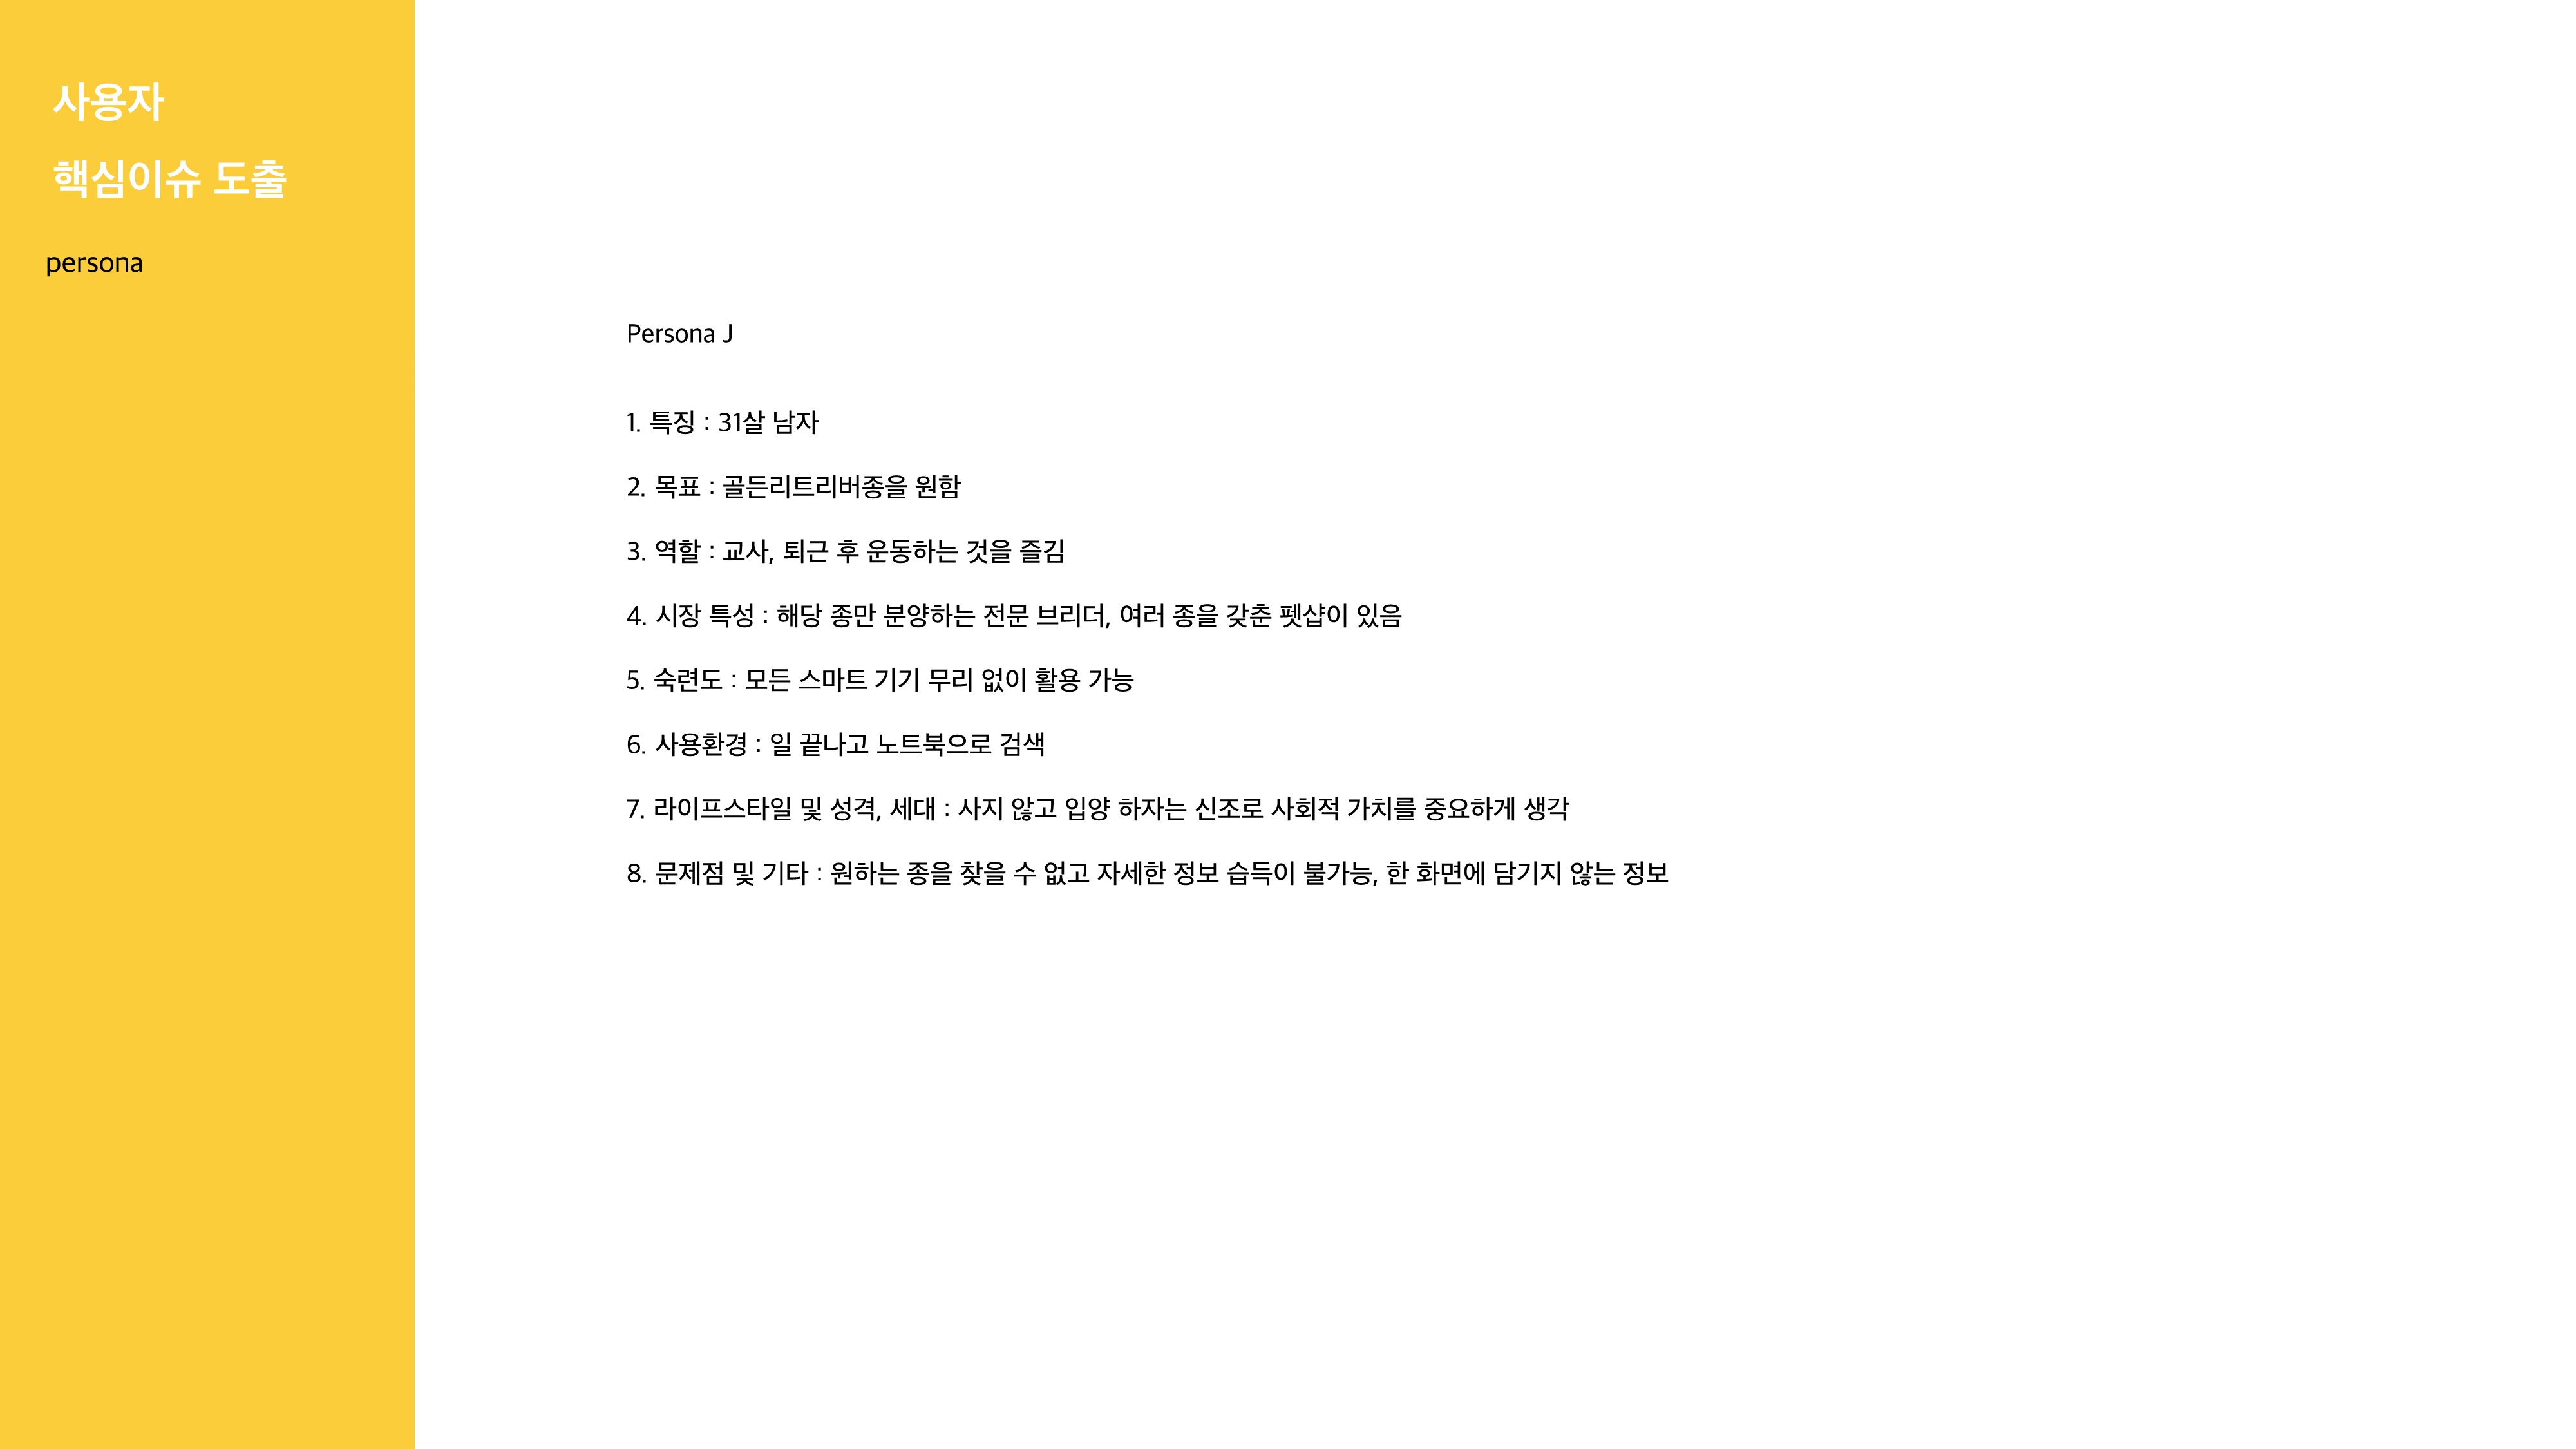 사용자
핵심이슈 도출
persona
Persona J
1. 특징 : 31살 남자
2. 목표 : 골든리트리버종을 원함
3. 역할 : 교사, 퇴근 후 운동하는 것을 즐김
4. 시장 특성 : 해당 종만 분양하는 전문 브리더, 여러 종을 갖춘 펫샵이 있음
5. 숙련도 : 모든 스마트 기기 무리 없이 활용 가능
6. 사용환경 : 일 끝나고 노트북으로 검색
7. 라이프스타일 및 성격, 세대 : 사지 않고 입양 하자는 신조로 사회적 가치를 중요하게 생각
8. 문제점 및 기타 : 원하는 종을 찾을 수 없고 자세한 정보 습득이 불가능, 한 화면에 담기지 않는 정보